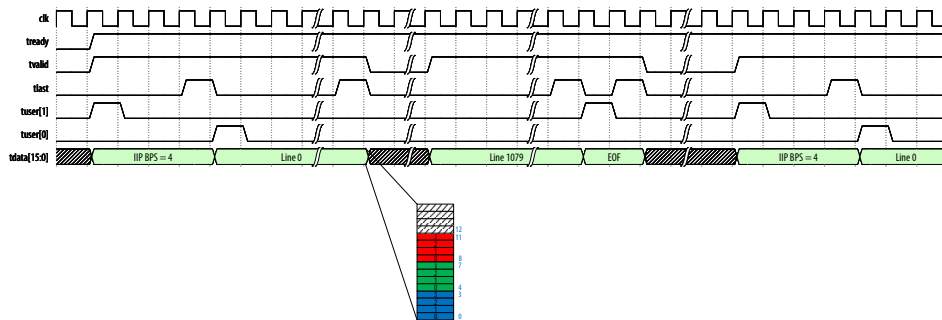 clk
tready
tvalid
tlast
tuser[1]
tuser[0]
tdata[15:0] IIP BPS = 4 Line 0 Line 1079 EOF IIP BPS = 4 Line 0
12
11
8
7
4
3
0